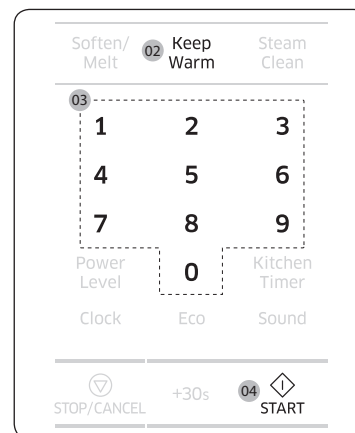 Soften/ Melt
02 Keep Warm
Steam Clean
03
1 2 3
4 5 6
7 8 9
Power Level
0
Kitchen Timer
Clock Eco Sound
STOP/CANCEL
+30s
04 START